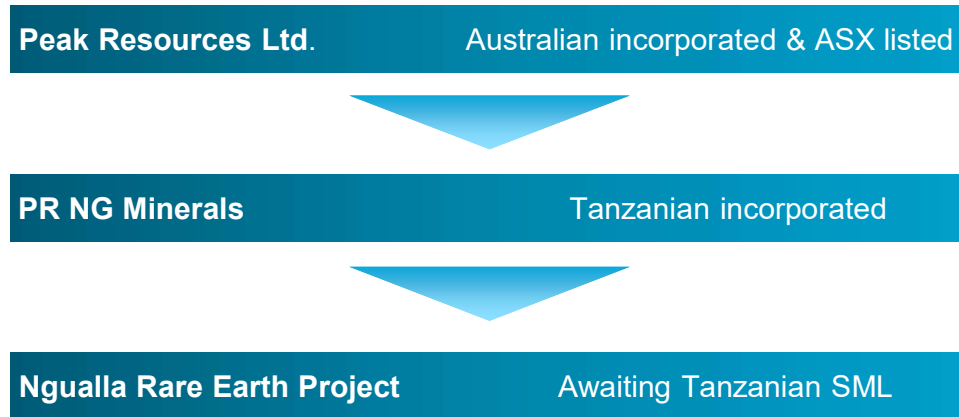 Peak Resources Ltd. Australian incorporated & ASX listed
PR NG Minerals Tanzanian incorporated
Ngualla Rare Earth Project Awaiting Tanzanian SML